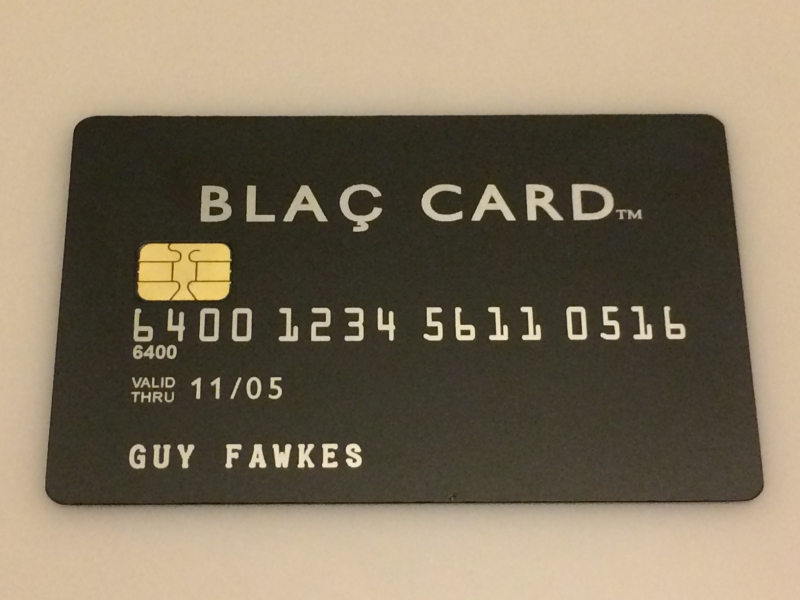 BLAÇ CARD™
6400 1234 5611 0516
6400
VALID THRU 11/05
GUY FAWKES